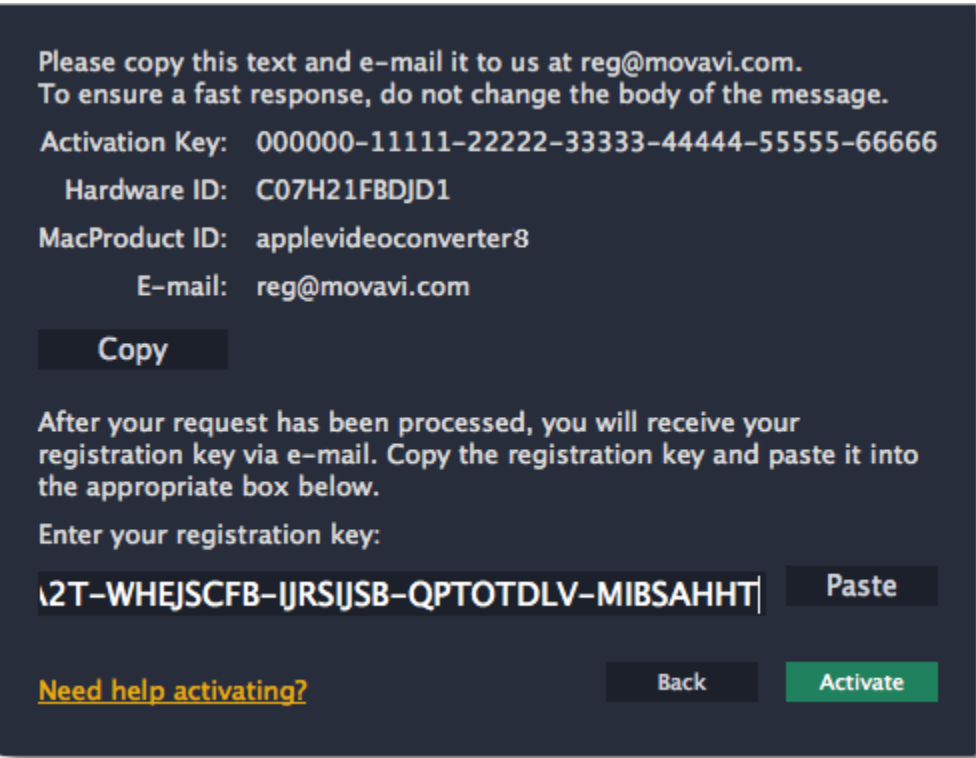 Please copy this text and e-mail it to us at reg@movavi.com.
To ensure a fast response, do not change the body of the message.
Activation Key: 000000-11111-22222-33333-44444-55555-66666
Hardware ID: C07H21FBDJD1
MacProduct ID: applevideoconverter8
E-mail: reg@movavi.com
Copy
After your request has been processed, you will receive your
registration key via e-mail. Copy the registration key and paste it into
the appropriate box below.
Enter your registration key:
A2T-WHEJSCFB-IJRSIJSB-QPTOTDLV-MIBSAHHT Paste
Need help activating? Back Activate